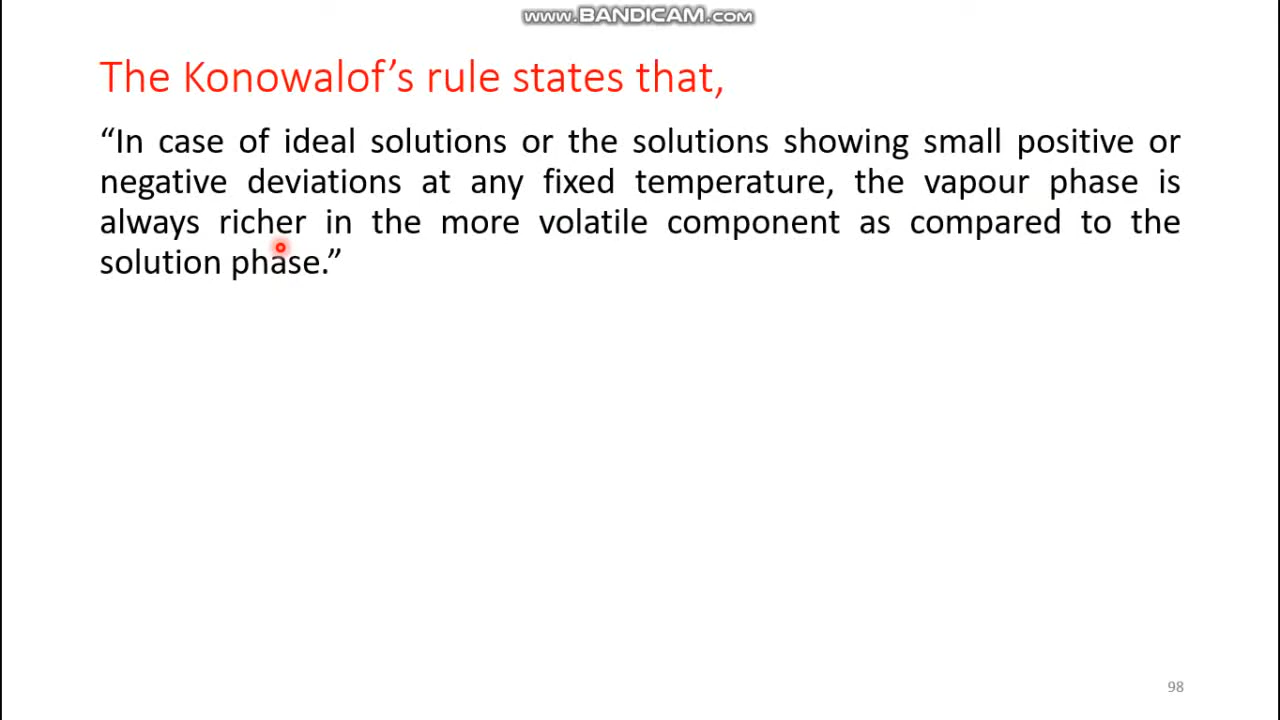 www.BANDICAM.com
The Konowalof’s rule states that,
“In case of ideal solutions or the solutions showing small positive or
negative deviations at any fixed temperature, the vapour phase is
always richer in the more volatile component as compared to the
solution phase.”
98